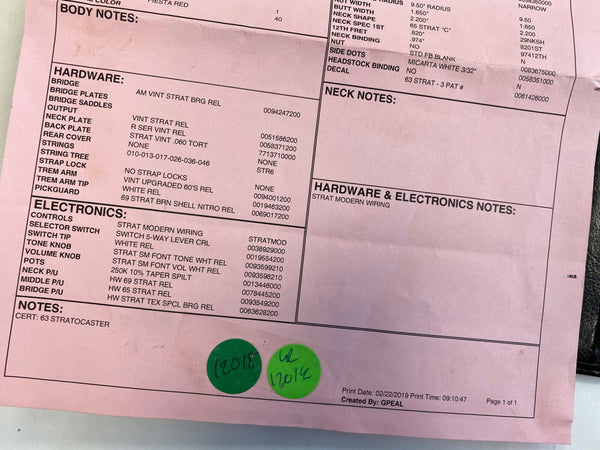 FIESTA RED 1
40
BODY NOTES:
HARDWARE:
BRIDGE AM VINT STRAT BRG REL 0094247200
BRIDGE PLATES
BRIDGE SADDLES
OUTPUT VINT STRAT REL 0051586200
NECK PLATE R SER VINT REL 0058371200
BACK PLATE STRAT VINT .060 TORT 7713710000
REAR COVER NONE NONE
STRINGS 010-013-017-026-036-046 STR6
STRING TREE
STRAP LOCK NO STRAP LOCKS NONE
TREM ARM VINT UPGRADED 60'S REL 0094001200
TREM ARM TIP WHITE REL 0019463200
PICKGUARD 69 STRAT BRN SHELL NITRO REL 0069017200
ELECTRONICS:
CONTROLS STRAT MODERN WIRING STRATMOD
SELECTOR SWITCH SWITCH 5-WAY LEVER CRL 0038929000
SWITCH TIP WHITE REL 0019554200
TONE KNOB STRAT SM FONT TONE WHT REL 0093599210
VOLUME KNOB STRAT SM FONT VOL WHT REL 0093598210
POTS 250K 10% TAPER SPILT 0013446000
NECK P/U HW 69 STRAT REL 0078445200
MIDDLE P/U HW 65 STRAT REL 0093549200
BRIDGE P/U HW STRAT TEX SPCL BRG REL 0063628200
NOTES:
CERT: 63 STRATOCASTER
9.50" RADIUS NARROW
NUT WIDTH 1.650" 9.50
BUTT WIDTH 2.200" 1.650
NECK SHAPE 65 STRAT "C" 2.200
NECK SPEC 1ST .820" 29NKSH
12TH FRET .974" 8201ST
NECK BINDING NO 97412TH
NUT STD FB BLANK N
SIDE DOTS MICARTA WHITE 3/32" 0083675000
HEADSTOCK BINDING NO 0058351000
DECAL 63 STRAT - 3 PAT # N
0061426000
NECK NOTES:
HARDWARE & ELECTRONICS NOTES:
STRAT MODERN WIRING
Print Date: 02/22/2019 Print Time: 09:10:47 Page 1 of 1
Created By: GPEAL